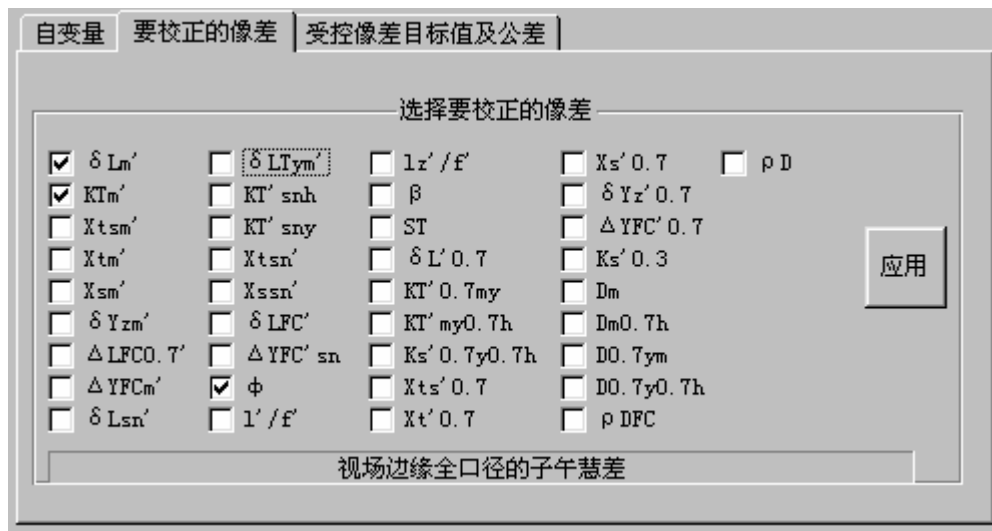 自变量 要校正的像差 受控像差目标值及公差
选择要校正的像差
δLm′ δLTym′ lz′/f′ Xs′0.7 ρD
KTm′ KT′snh β δYz′0.7
Xtsm′ KT′sny ST ΔYFC′0.7
Xtm′ Xtsn′ δL′0.7 Ks′0.3
Xsm′ Xssn′ KT′0.7my Dm
δYzm′ δLFC′ KT′my0.7h Dm0.7h
ΔLFC0.7′ ΔYFC′sn Ks′0.7y0.7h D0.7ym
ΔYFCm′ φ Xts′0.7 D0.7y0.7h
δLsn′ l′/f′ Xt′0.7 ρDFC
应用
视场边缘全口径的子午慧差